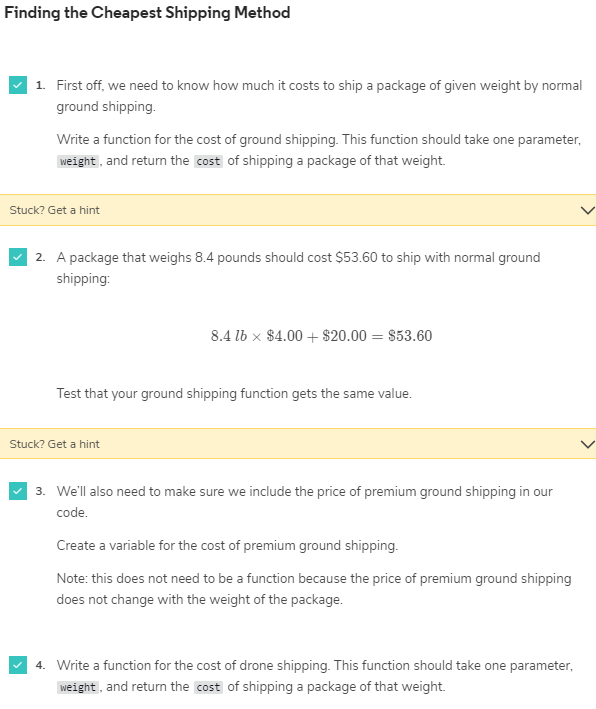 Finding the Cheapest Shipping Method
1. First off, we need to know how much it costs to ship a package of given weight by normal
ground shipping.
Write a function for the cost of ground shipping. This function should take one parameter,
weight, and return the cost of shipping a package of that weight.
Stuck? Get a hint
2. A package that weighs 8.4 pounds should cost $53.60 to ship with normal ground
shipping:
8.4 lb × $4.00 + $20.00 = $53.60
Test that your ground shipping function gets the same value.
Stuck? Get a hint
3. We'll also need to make sure we include the price of premium ground shipping in our
code.
Create a variable for the cost of premium ground shipping.
Note: this does not need to be a function because the price of premium ground shipping
does not change with the weight of the package.
4. Write a function for the cost of drone shipping. This function should take one parameter,
weight, and return the cost of shipping a package of that weight.